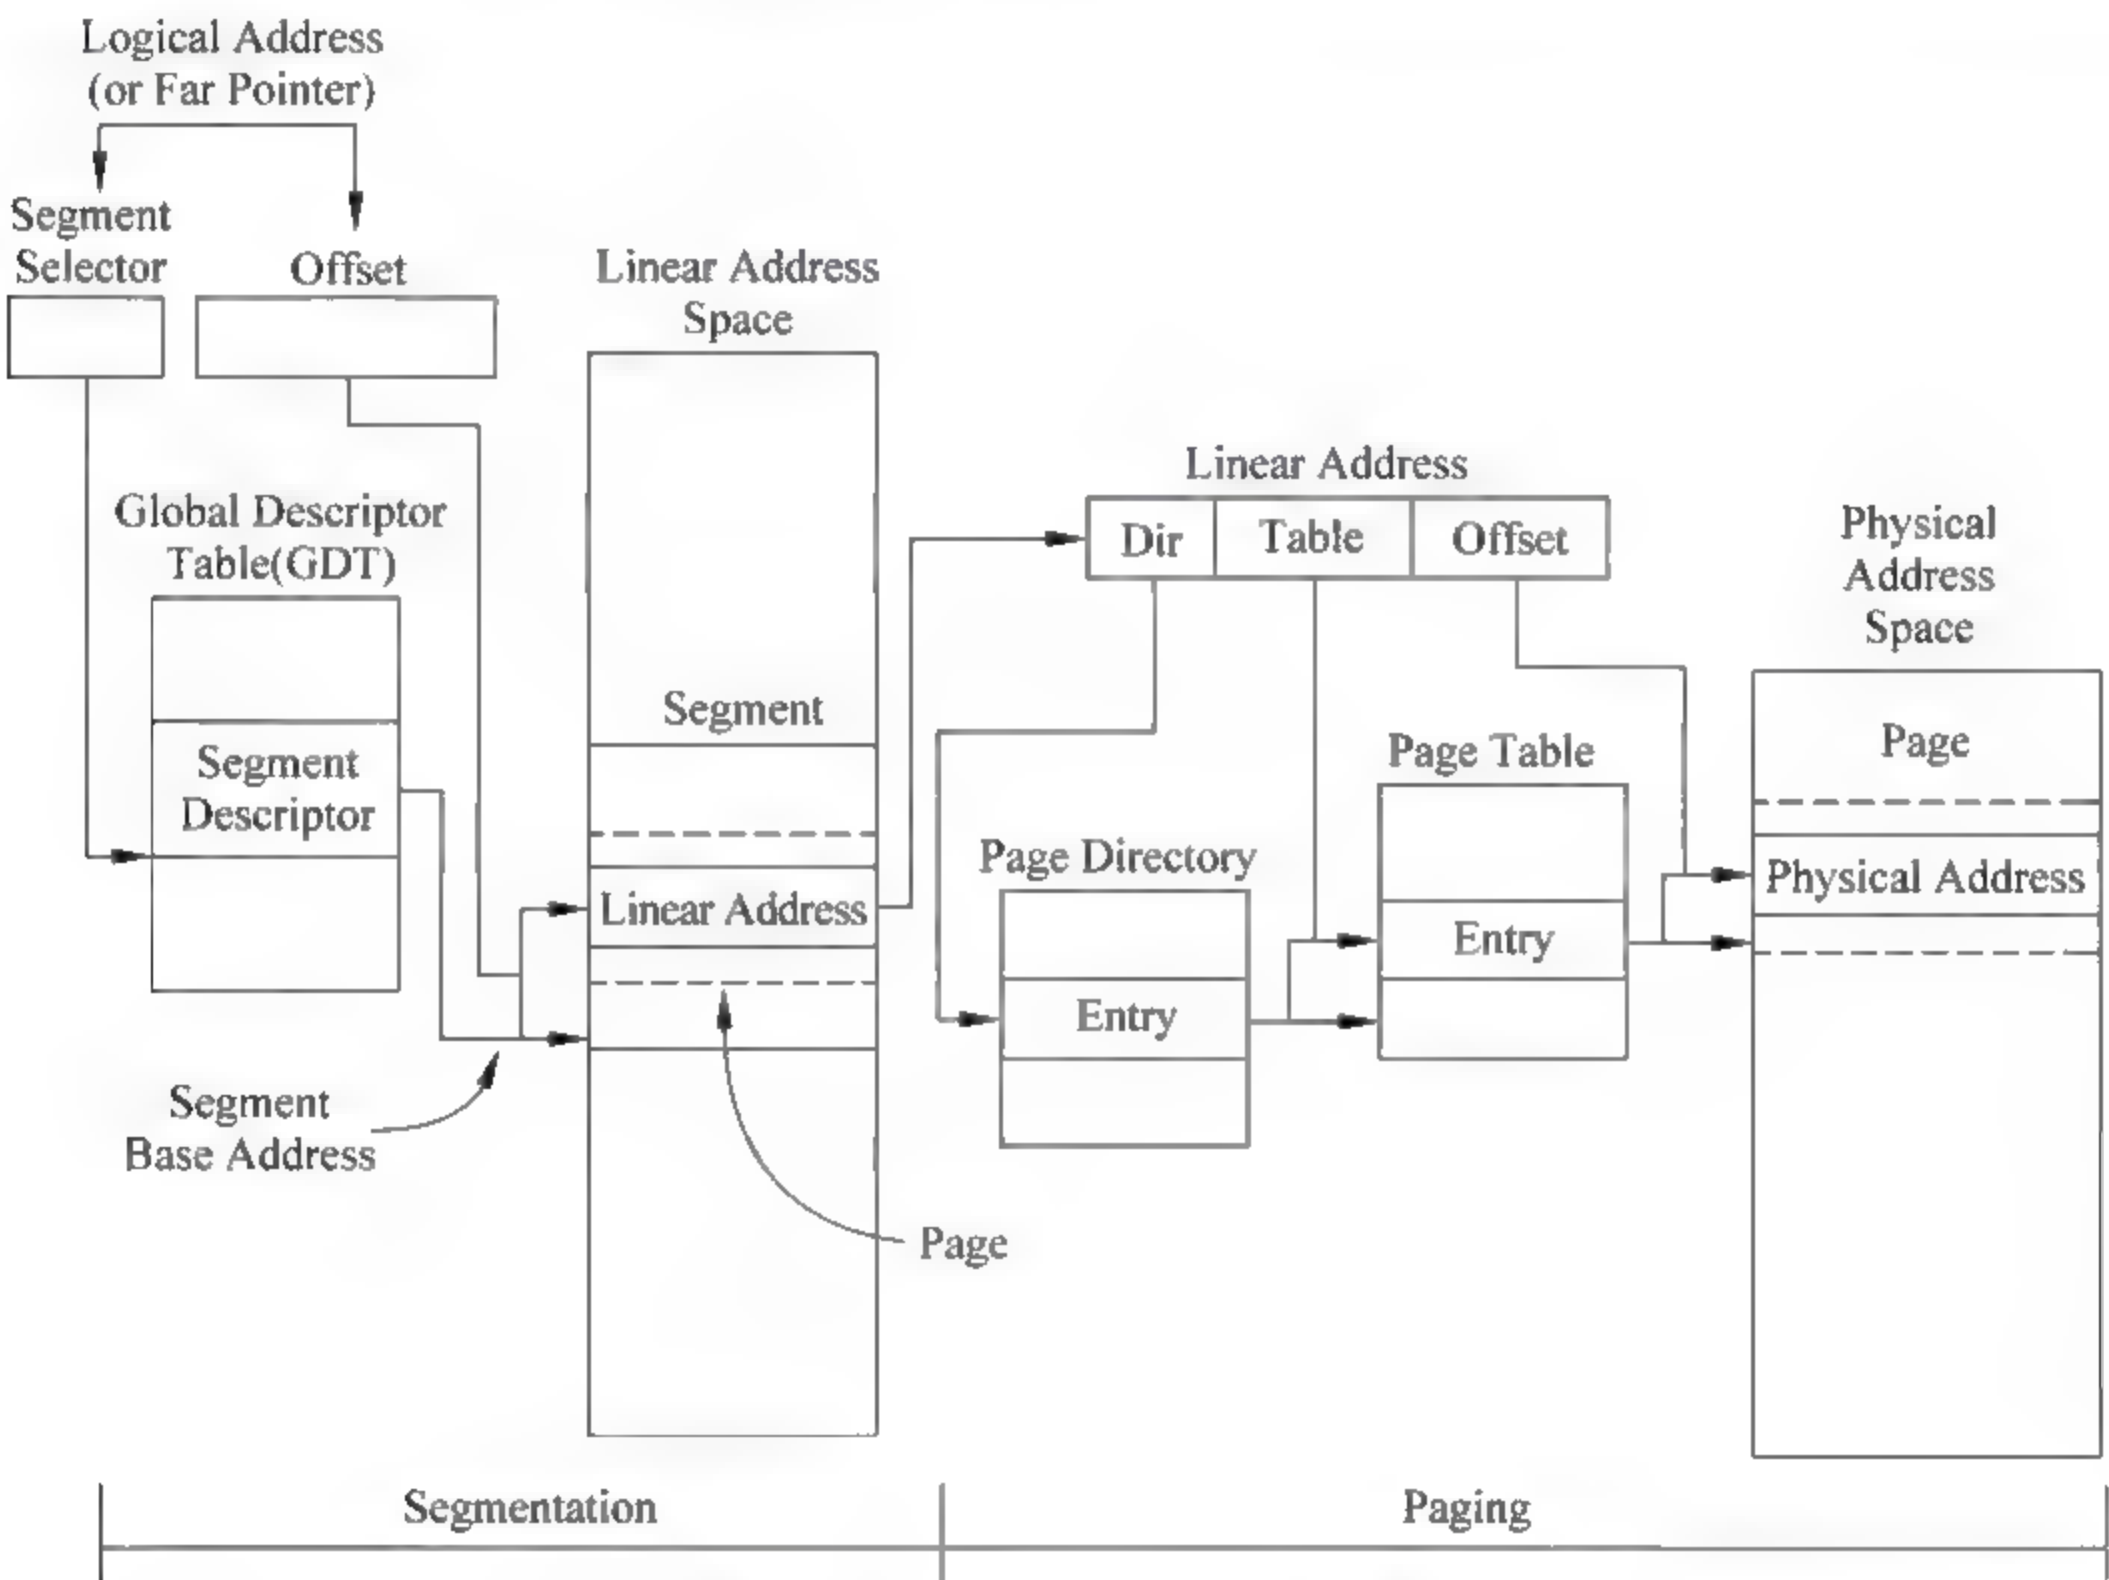 Logical Address
(or Far Pointer)
Segment
Selector
Offset
Linear Address
Space
Global Descriptor
Table(GDT)
Segment
Descriptor
Segment
Base Address
Segment
Linear Address
Page
Linear Address
Dir
Table
Offset
Page Directory
Entry
Page Table
Entry
Physical
Address
Space
Page
Physical Address
Segmentation
Paging